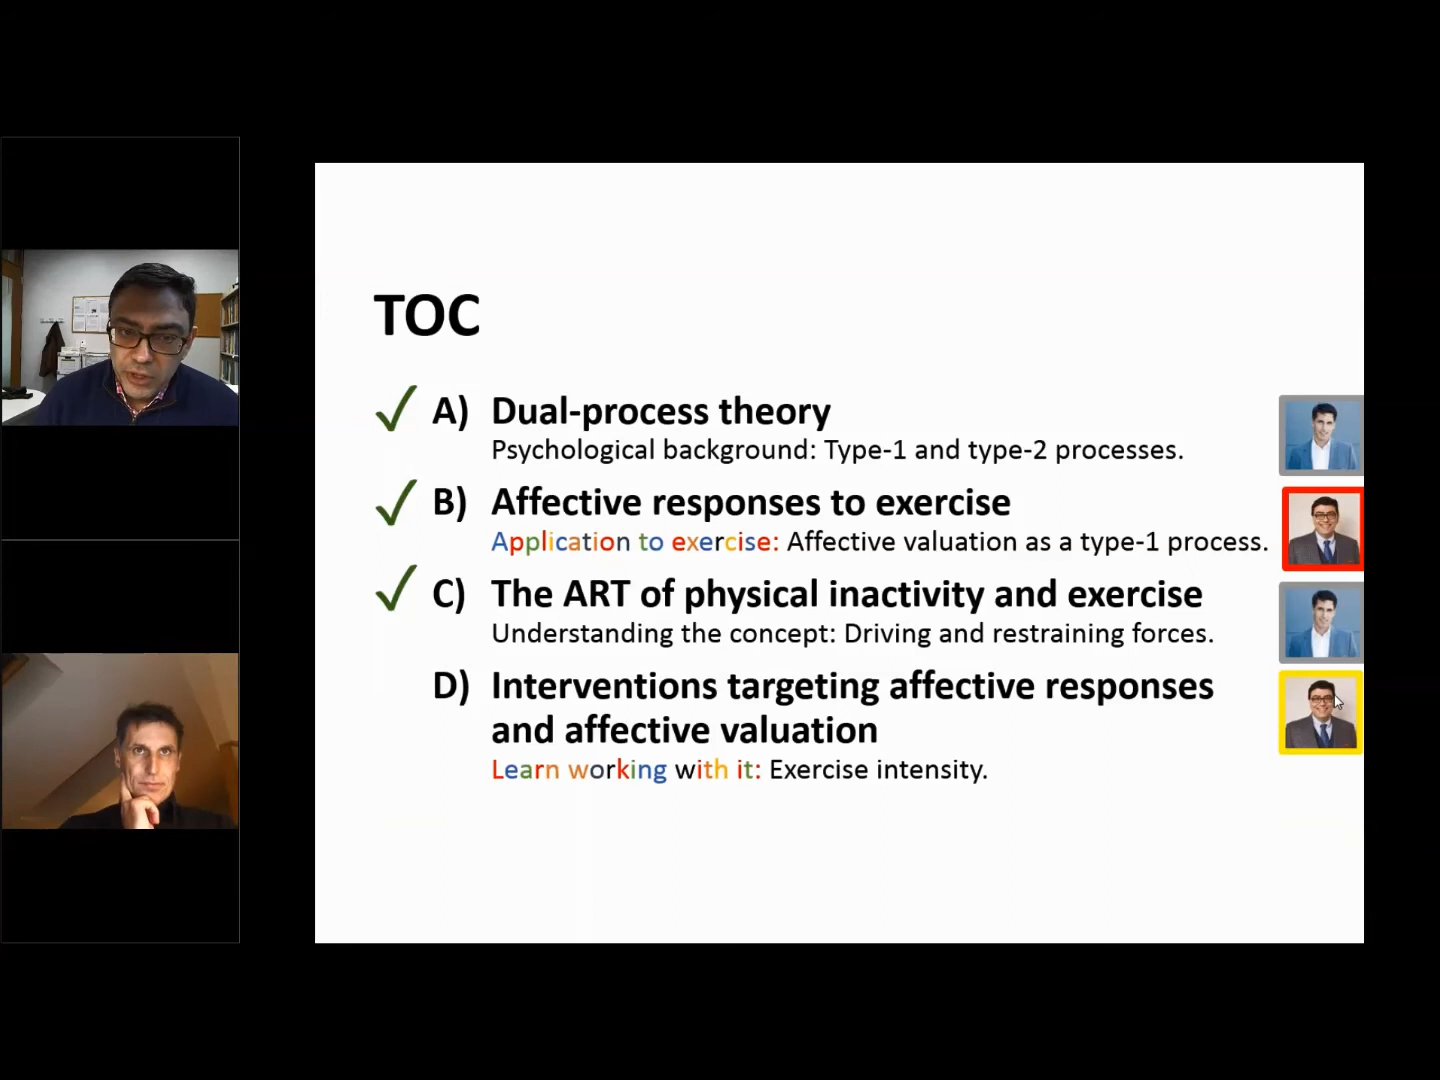 TOC
✓ A) Dual-process theory
Psychological background: Type-1 and type-2 processes.
✓ B) Affective responses to exercise
Application to exercise: Affective valuation as a type-1 process.
✓ C) The ART of physical inactivity and exercise
Understanding the concept: Driving and restraining forces.
D) Interventions targeting affective responses
and affective valuation
Learn working with it: Exercise intensity.